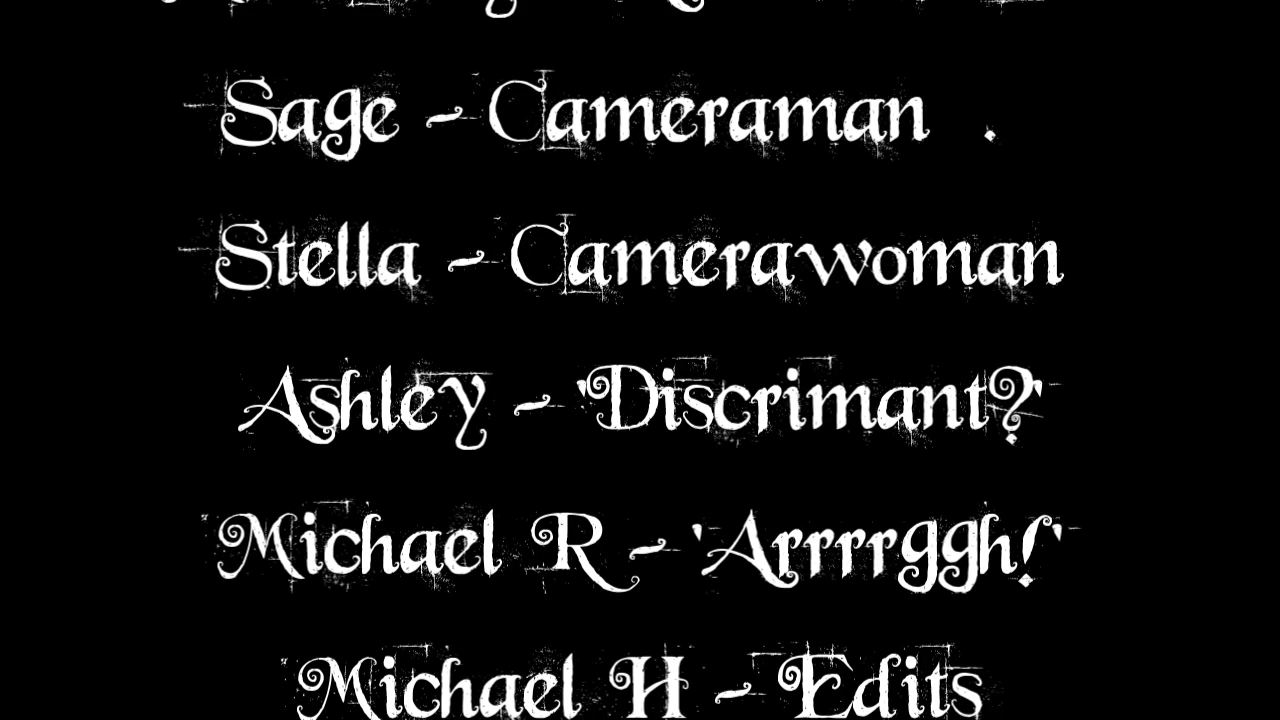 Sage - Cameraman .
Stella - Camerawoman
Ashley - 'Discrimant?'
Michael R - 'Arrrrggh!'
Michael H - Edits